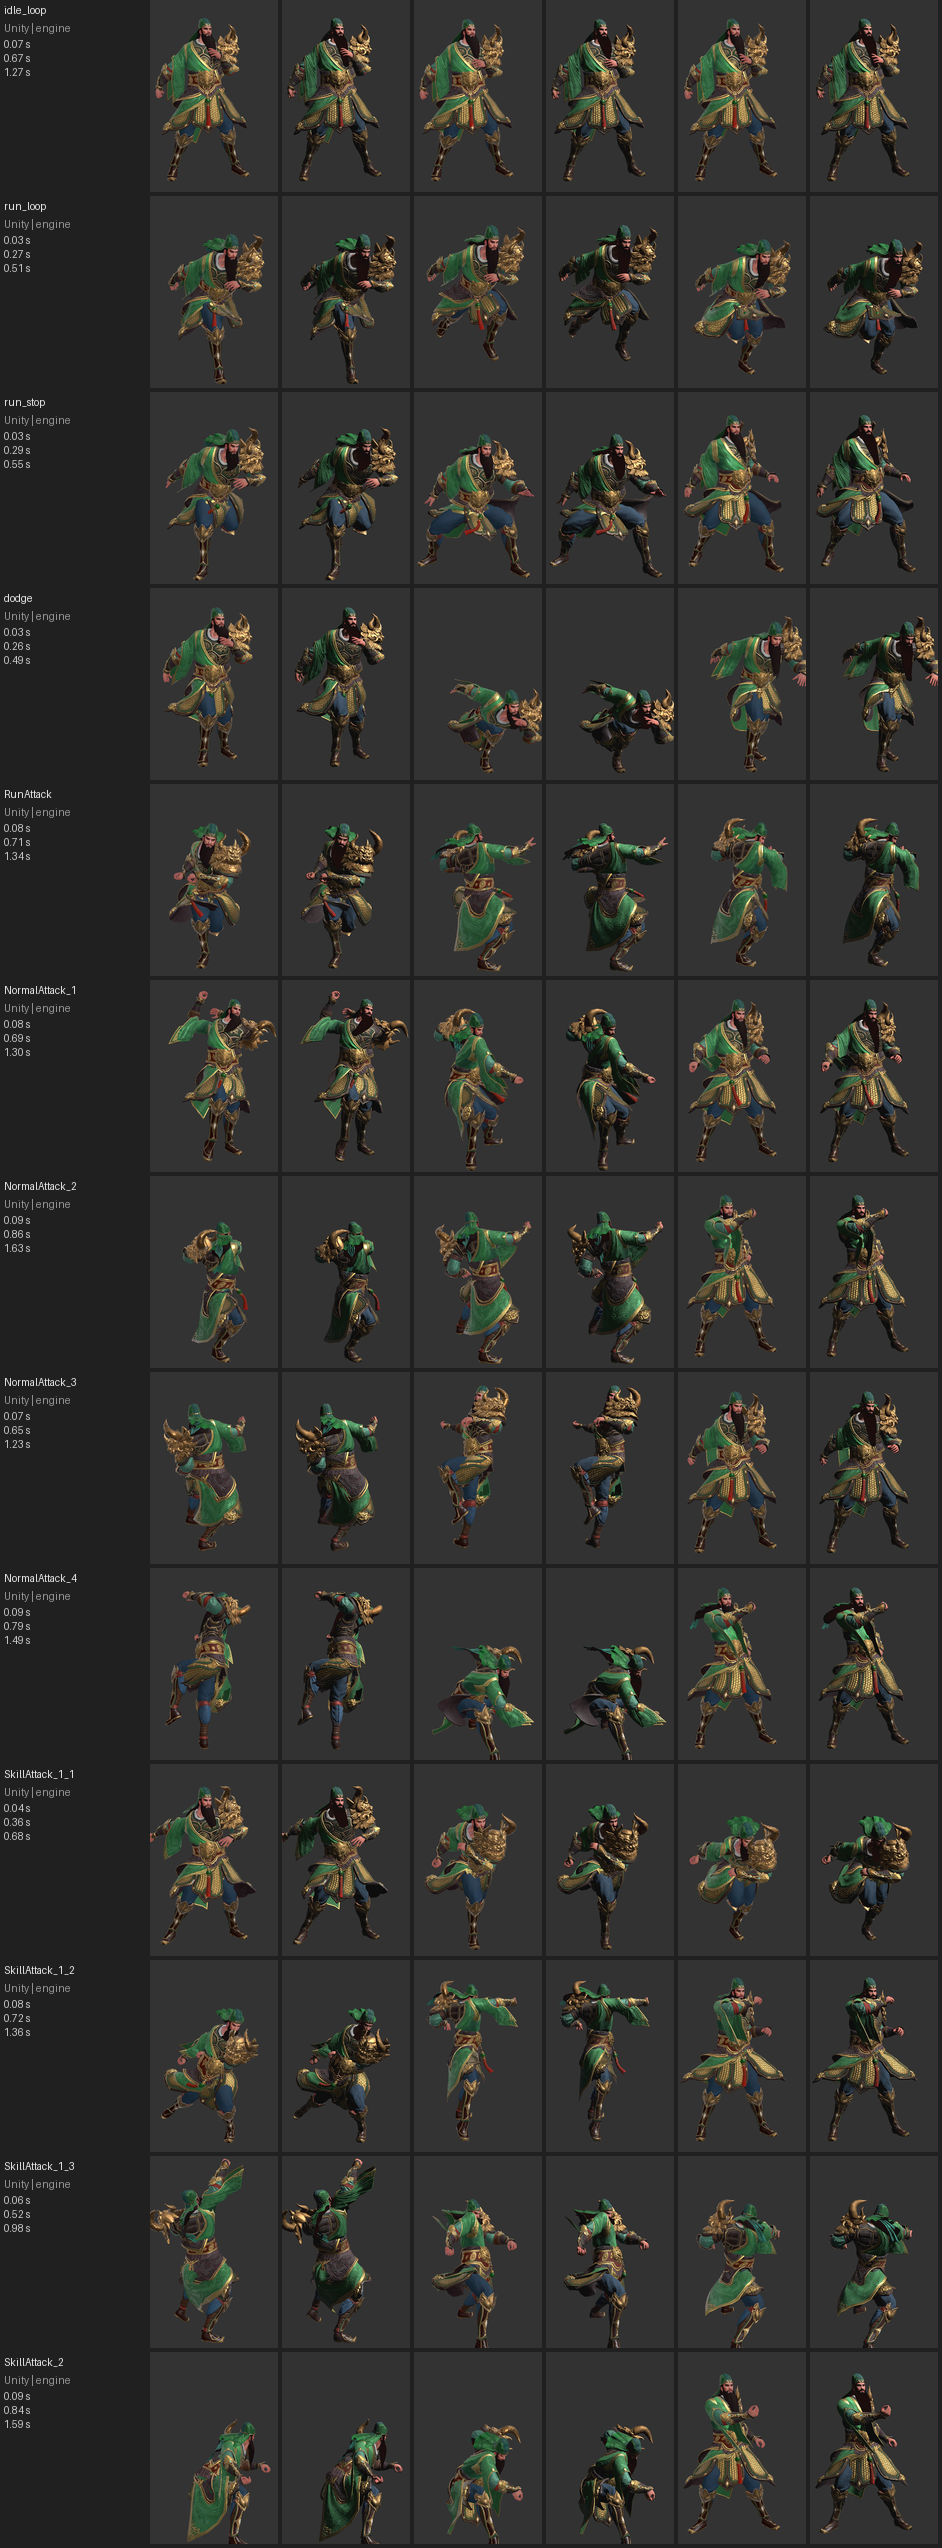 idle_loop
Unity | engine
0.07 s
0.67 s
1.27 s
run_loop
Unity | engine
0.03 s
0.27 s
0.51 s
run_stop
Unity | engine
0.03 s
0.29 s
0.55 s
dodge
Unity | engine
0.03 s
0.26 s
0.49 s
RunAttack
Unity | engine
0.08 s
0.71 s
1.34 s
NormalAttack_1
Unity | engine
0.08 s
0.69 s
1.30 s
NormalAttack_2
Unity | engine
0.09 s
0.86 s
1.63 s
NormalAttack_3
Unity | engine
0.07 s
0.65 s
1.23 s
NormalAttack_4
Unity | engine
0.09 s
0.79 s
1.49 s
SkillAttack_1_1
Unity | engine
0.04 s
0.36 s
0.68 s
SkillAttack_1_2
Unity | engine
0.08 s
0.72 s
1.36 s
SkillAttack_1_3
Unity | engine
0.06 s
0.52 s
0.98 s
SkillAttack_2
Unity | engine
0.09 s
0.84 s
1.59 s